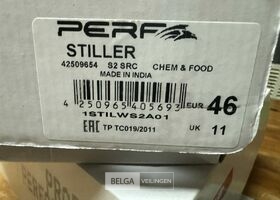 PERF
STILLER
42509654 S2 SRC CHEM & FOOD
MADE IN INDIA
4 250965 405693
EUR 46
1STILWS2A01
EAC TP TC019/2011
UK 11
BELGA VEILINGEN